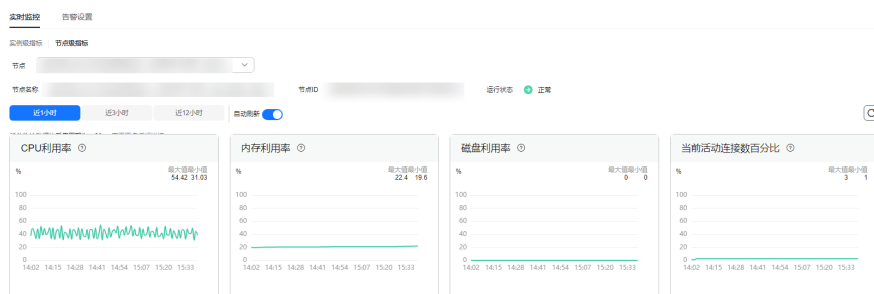 实时监控 告警设置
实例级指标 节点级指标
节点
节点名称 节点ID 运行状态 正常
近1小时 近3小时 近12小时 自动刷新
CPU利用率 内存利用率 磁盘利用率 当前活动连接数百分比
% 最大值 最小值 % 最大值 最小值 % 最大值 最小值 % 最大值 最小值
54.42 31.03 22.4 19.6 0 0 3 1
100 100 100 100
80 80 80 80
60 60 60 60
40 40 40 40
20 20 20 20
0 0 0 0
14:02 14:15 14:28 14:41 14:54 15:07 15:20 15:33 14:02 14:15 14:28 14:41 14:54 15:07 15:20 15:33 14:02 14:15 14:28 14:41 14:54 15:07 15:20 15:33 14:02 14:15 14:28 14:41 14:54 15:07 15:20 15:33